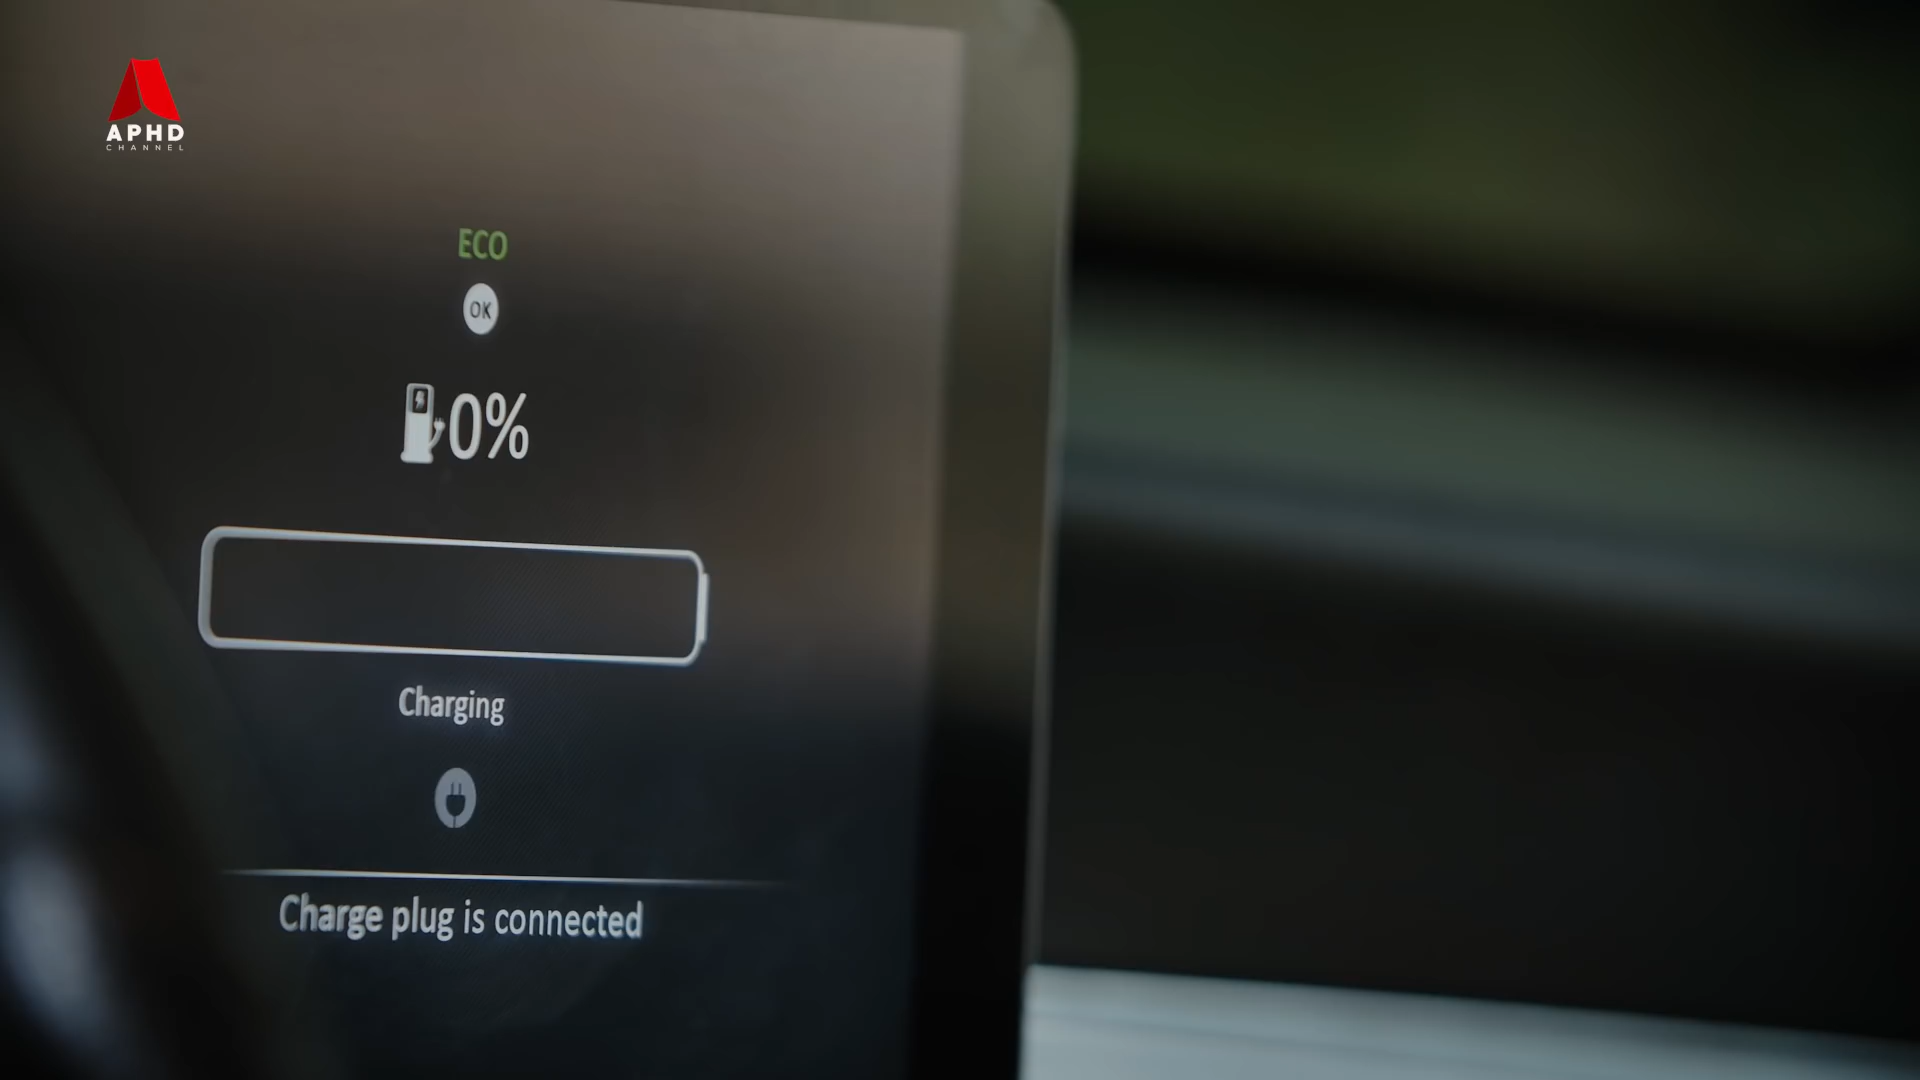 APHD
CHANNEL
ECO
OK
0%
Charging
Charge plug is connected